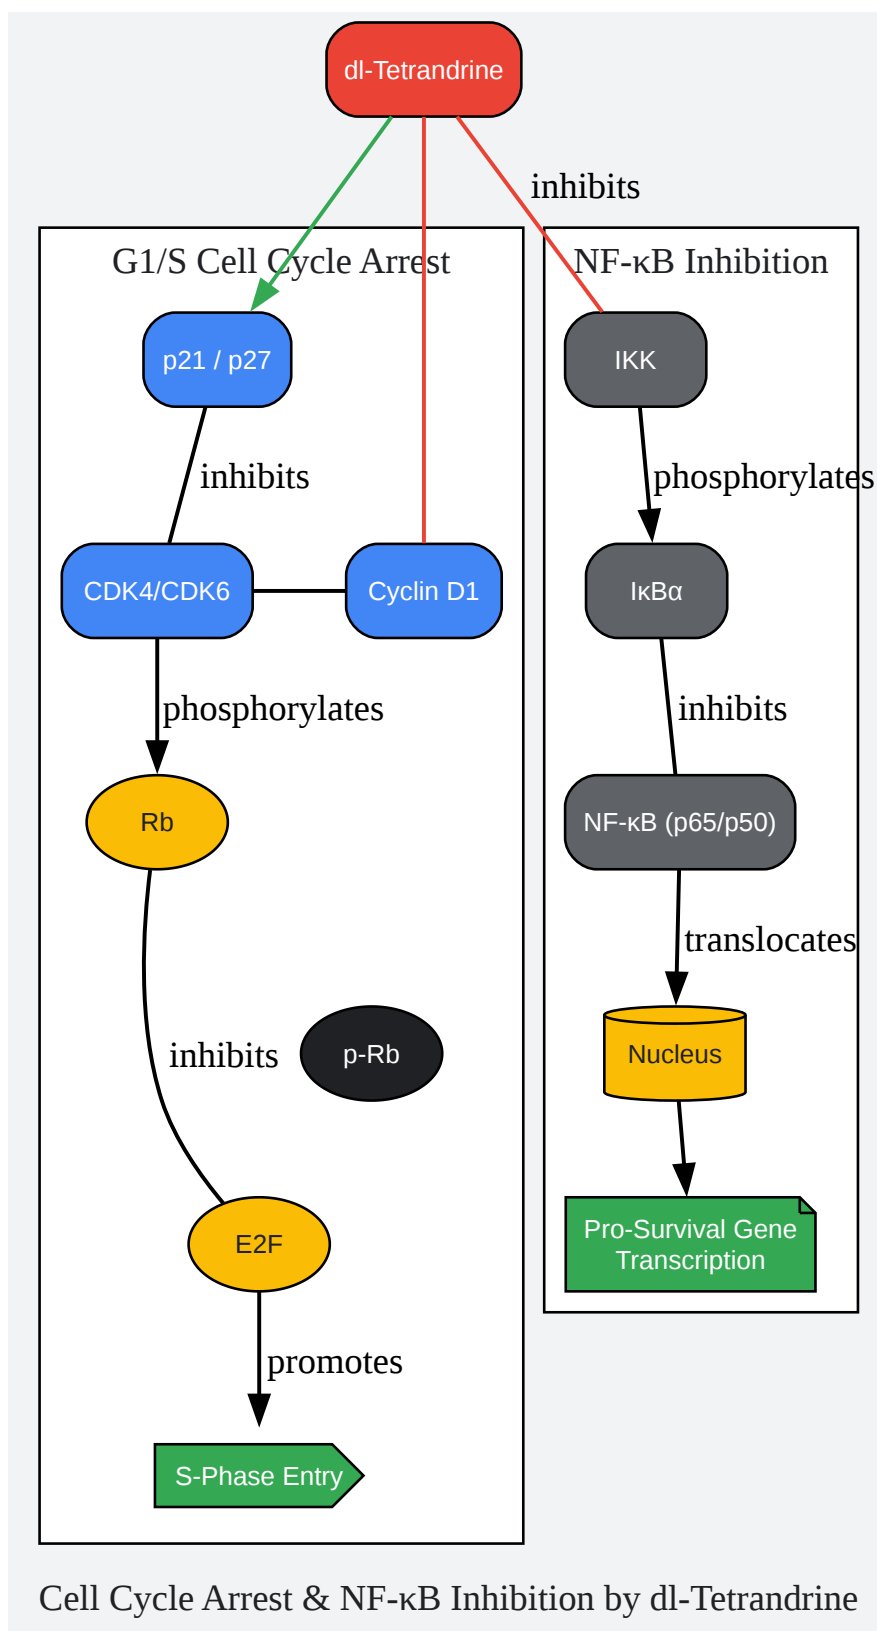 dl-Tetrandrine
inhibits
G1/S Cell Cycle Arrest
NF-κB Inhibition
p21 / p27
IKK
inhibits
phosphorylates
CDK4/CDK6
Cyclin D1
IκBα
phosphorylates
inhibits
Rb
NF-κB (p65/p50)
translocates
inhibits
p-Rb
Nucleus
E2F
Pro-Survival Gene
Transcription
promotes
S-Phase Entry
Cell Cycle Arrest & NF-κB Inhibition by dl-Tetrandrine